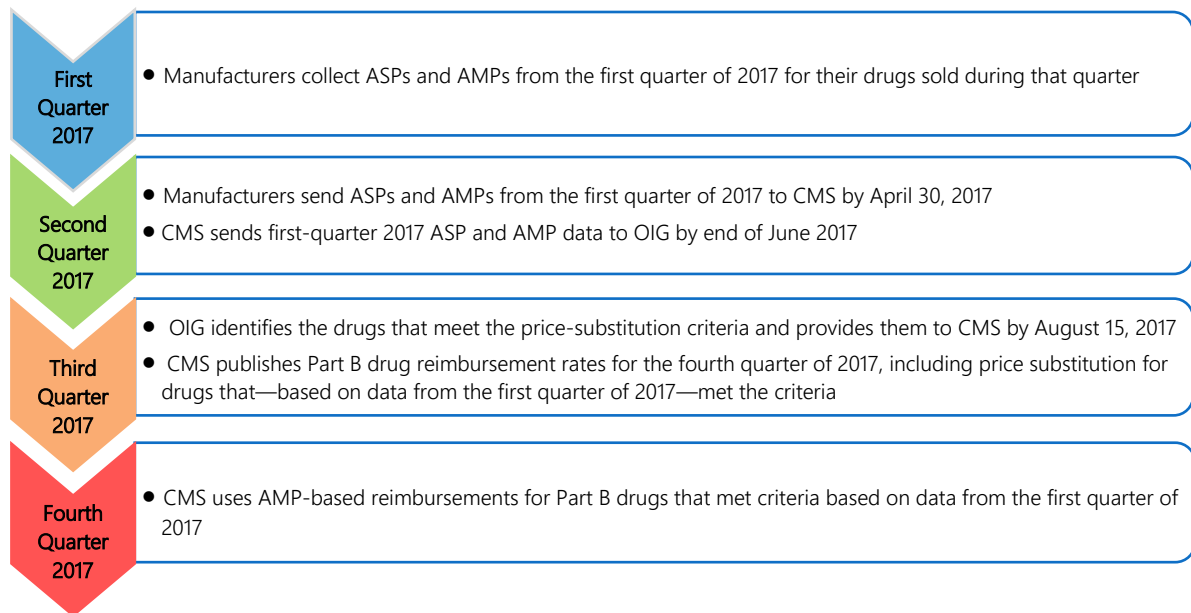 First
Quarter
2017
● Manufacturers collect ASPs and AMPs from the first quarter of 2017 for their drugs sold during that quarter
Second
Quarter
2017
● Manufacturers send ASPs and AMPs from the first quarter of 2017 to CMS by April 30, 2017
● CMS sends first-quarter 2017 ASP and AMP data to OIG by end of June 2017
Third
Quarter
2017
● OIG identifies the drugs that meet the price-substitution criteria and provides them to CMS by August 15, 2017
● CMS publishes Part B drug reimbursement rates for the fourth quarter of 2017, including price substitution for
drugs that—based on data from the first quarter of 2017—met the criteria
Fourth
Quarter
2017
● CMS uses AMP-based reimbursements for Part B drugs that met criteria based on data from the first quarter of
2017